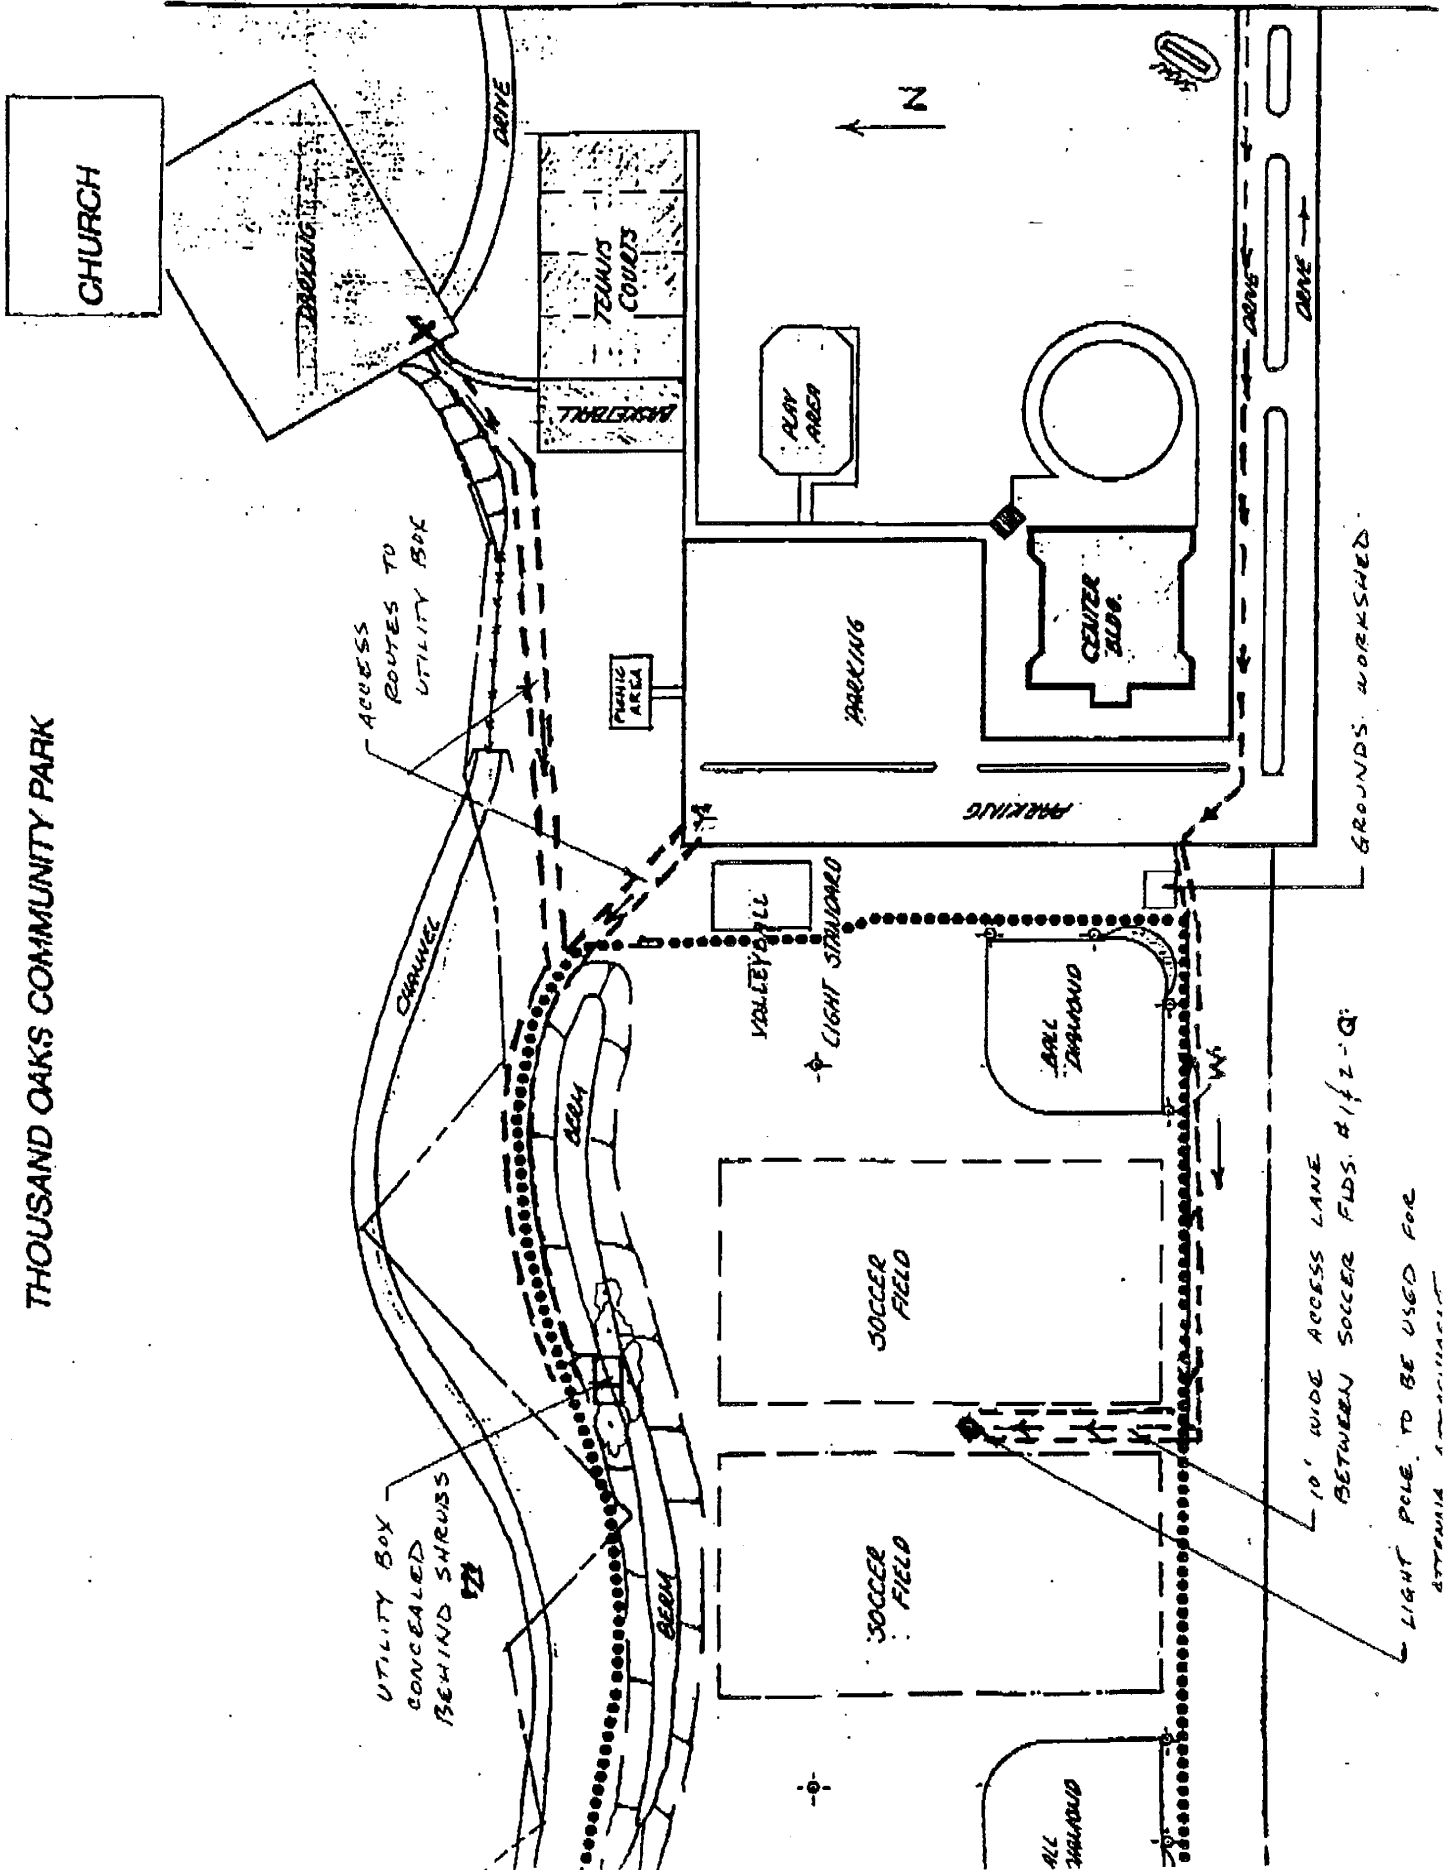 THOUSAND OAKS COMMUNITY PARK
CHURCH
PARKING
DRIVE
TENNIS
COURTS
BASKETBALL
N
ACCESS
ROUTES TO
UTILITY BOX
PICNIC
AREA
PLAY
AREA
PARKING
CENTER
BLDG.
DRIVE
DRIVE
PARKING
GROUNDS WORKSHED
CHANNEL
VOLLEYBALL
LIGHT STANDARD
BALL
DIAMOND
BERM
UTILITY BOX
CONCEALED
BEHIND SHRUBS
BERM
SOCCER
FIELD
SOCCER
FIELD
10' WIDE ACCESS LANE
BETWEEN SOCCER FLDS. #1 & 2
LIGHT POLE TO BE USED FOR